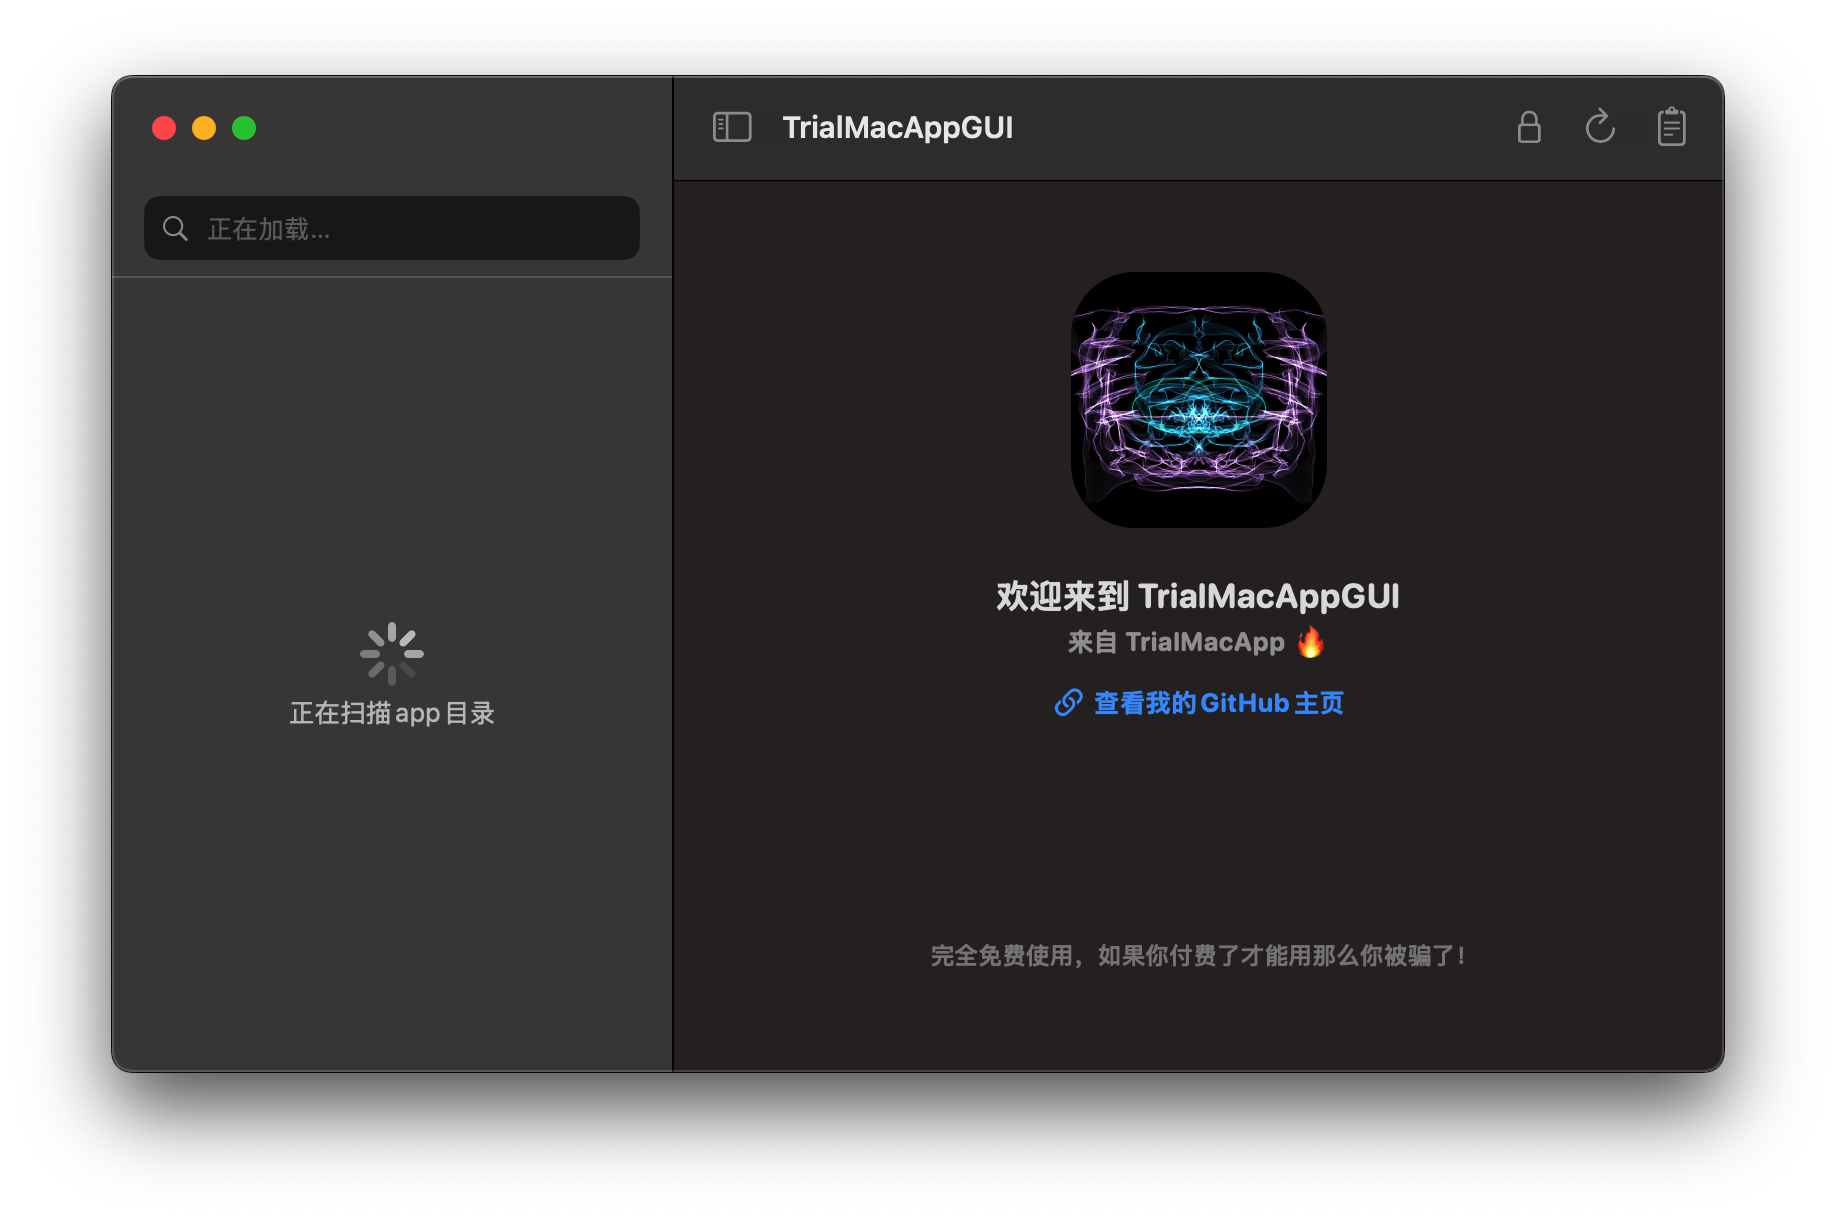 TrialMacAppGUI
正在加载...
正在扫描app目录
欢迎来到 TrialMacAppGUI
来自 TrialMacApp 🔥
查看我的GitHub主页
完全免费使用，如果你付费了才能用那么你被骗了！